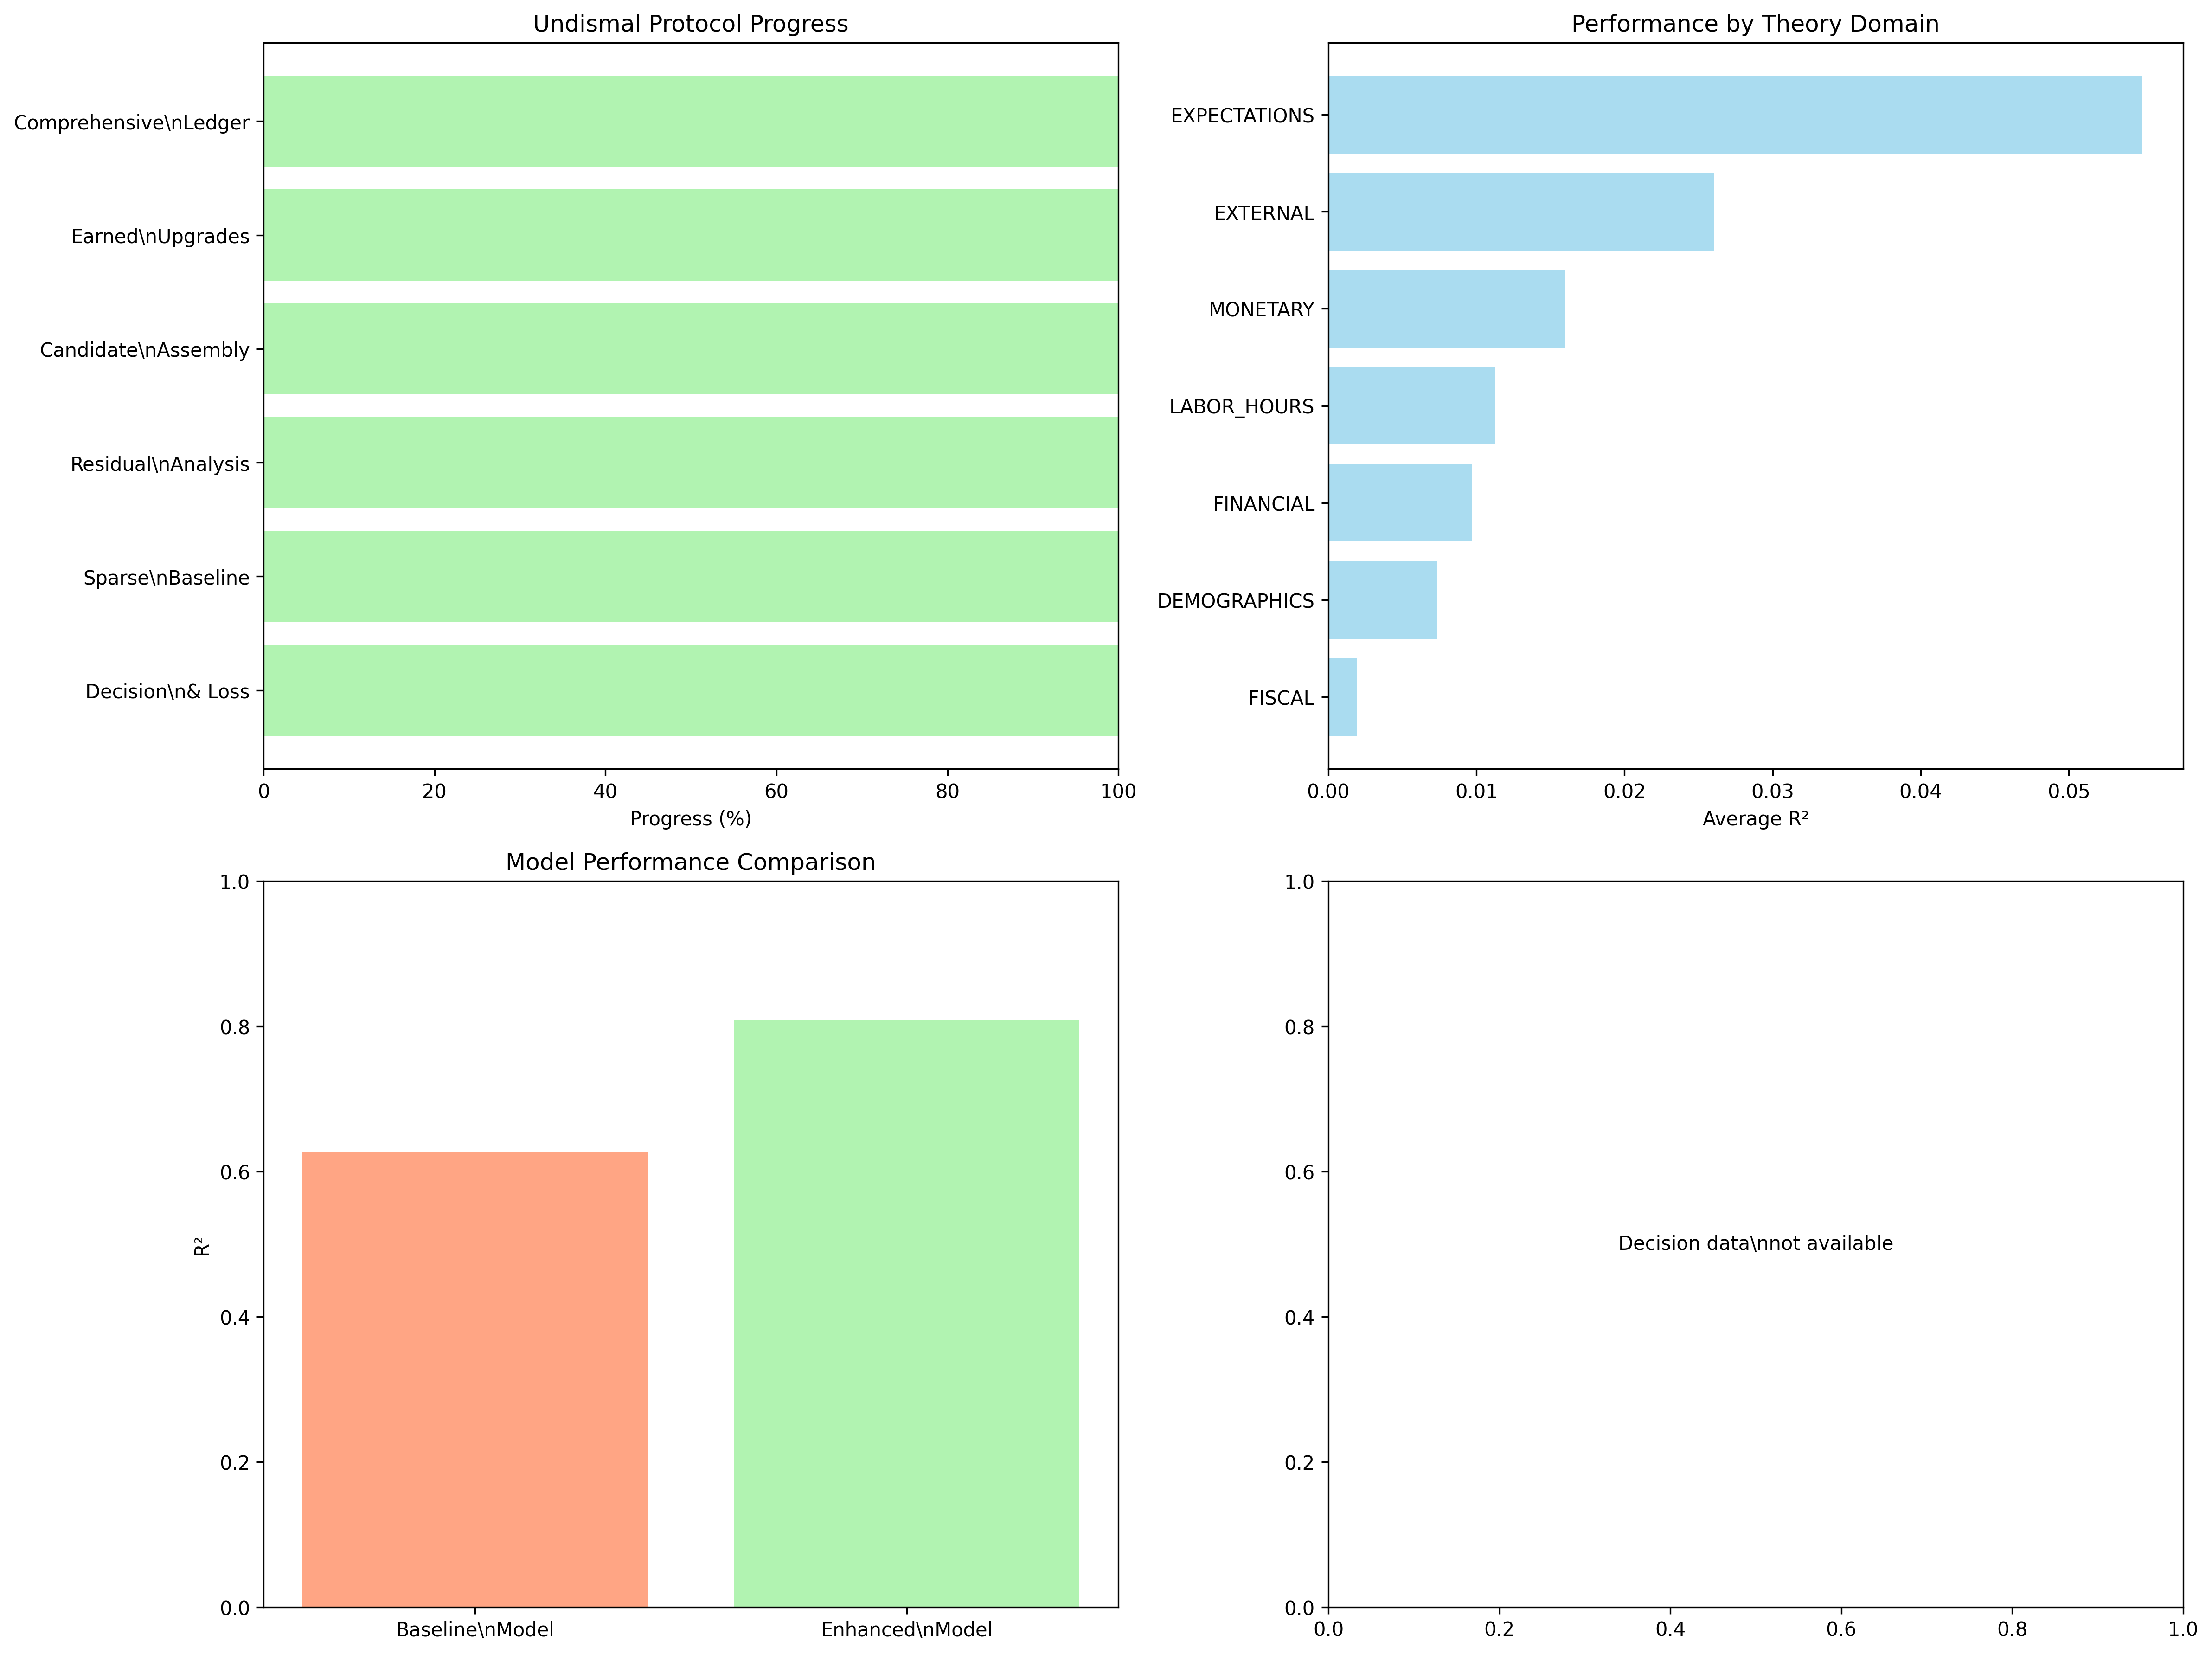 Undismal Protocol Progress
Comprehensive\nLedger
Earned\nUpgrades
Candidate\nAssembly
Residual\nAnalysis
Sparse\nBaseline
Decision\n& Loss
0 20 40 60 80 100
Progress (%)
Performance by Theory Domain
EXPECTATIONS
EXTERNAL
MONETARY
LABOR_HOURS
FINANCIAL
DEMOGRAPHICS
FISCAL
0.00 0.01 0.02 0.03 0.04 0.05
Average R²
Model Performance Comparison
R²
1.0
0.8
0.6
0.4
0.2
0.0
Baseline\nModel Enhanced\nModel
1.0
0.8
0.6
0.4
0.2
0.0
Decision data\nnot available
0.0 0.2 0.4 0.6 0.8 1.0